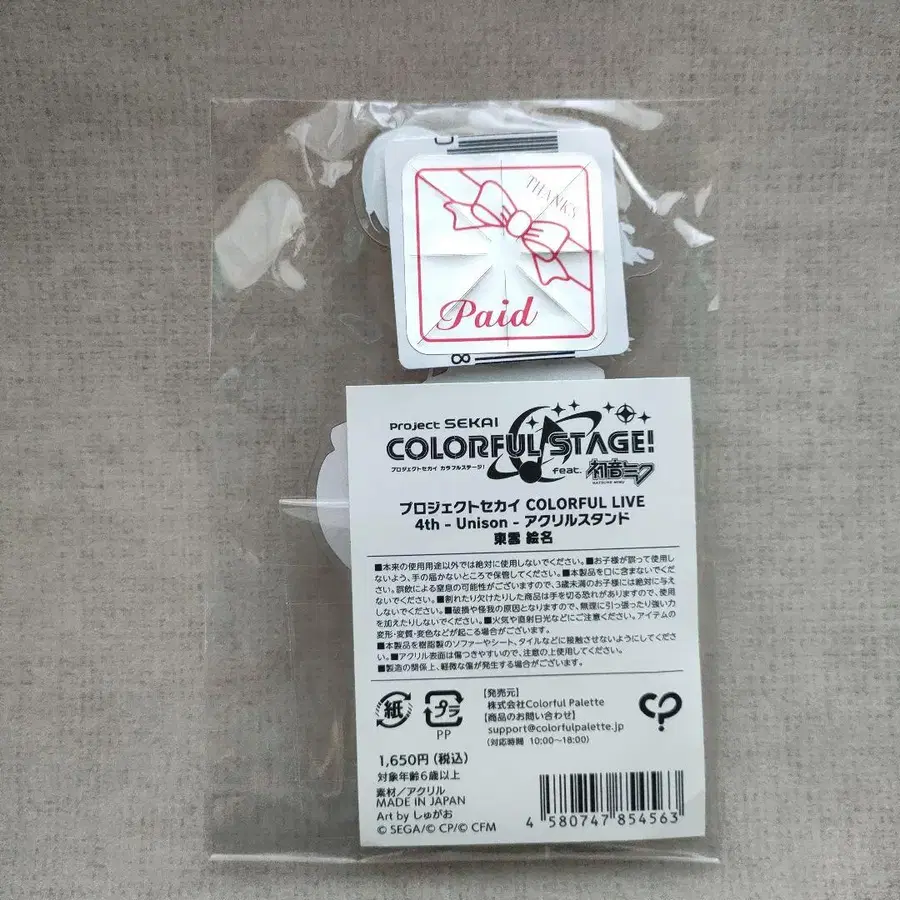 THANKS
Paid
8
Project SEKAI
COLORFUL STAGE!
プロジェクトセカイ カラフルステージ!
feat. 初音ミク
HATSUNE MIKU
プロジェクトセカイ COLORFUL LIVE
4th - Unison - アクリルスタンド
東雲 絵名
■本来の使用用途以外では絶対に使用しないでください。■お子様が誤って使用し
ないよう、手の届かないところで保管してください。■本製品を口に含まないでくだ
さい。誤飲による窒息の可能性がございますので、3歳未満のお子様には絶対に与え
ないでください。■割れたり欠けたりした商品は手を切る恐れがありますので、使用
しないでください。■破損や怪我の原因となりますので、無理に引っ張ったり強い力
を加えたりしないでください。■火気や直射日光などにご注意ください。アイテムの
変形・変質・変色などが起こる場合がございます。
■本製品を樹脂製のソファーやシート、タイルなどに接触させないようにしてくださ
い。■アクリル表面は傷つきやすいので、注意の上使用してください。
■製造の関係上、軽微な傷が発生する場合がございます。
紙
プラ
PP
【発売元】
株式会社Colorful Palette
【商品のお問い合わせ】
support@colorfulpalette.jp
(対応時間 10:00~18:00)
1,650円(税込)
対象年齢6歳以上
素材/アクリル
MADE IN JAPAN
Art by しゅがお
© SEGA/© CP/© CFM
4 580747 854563